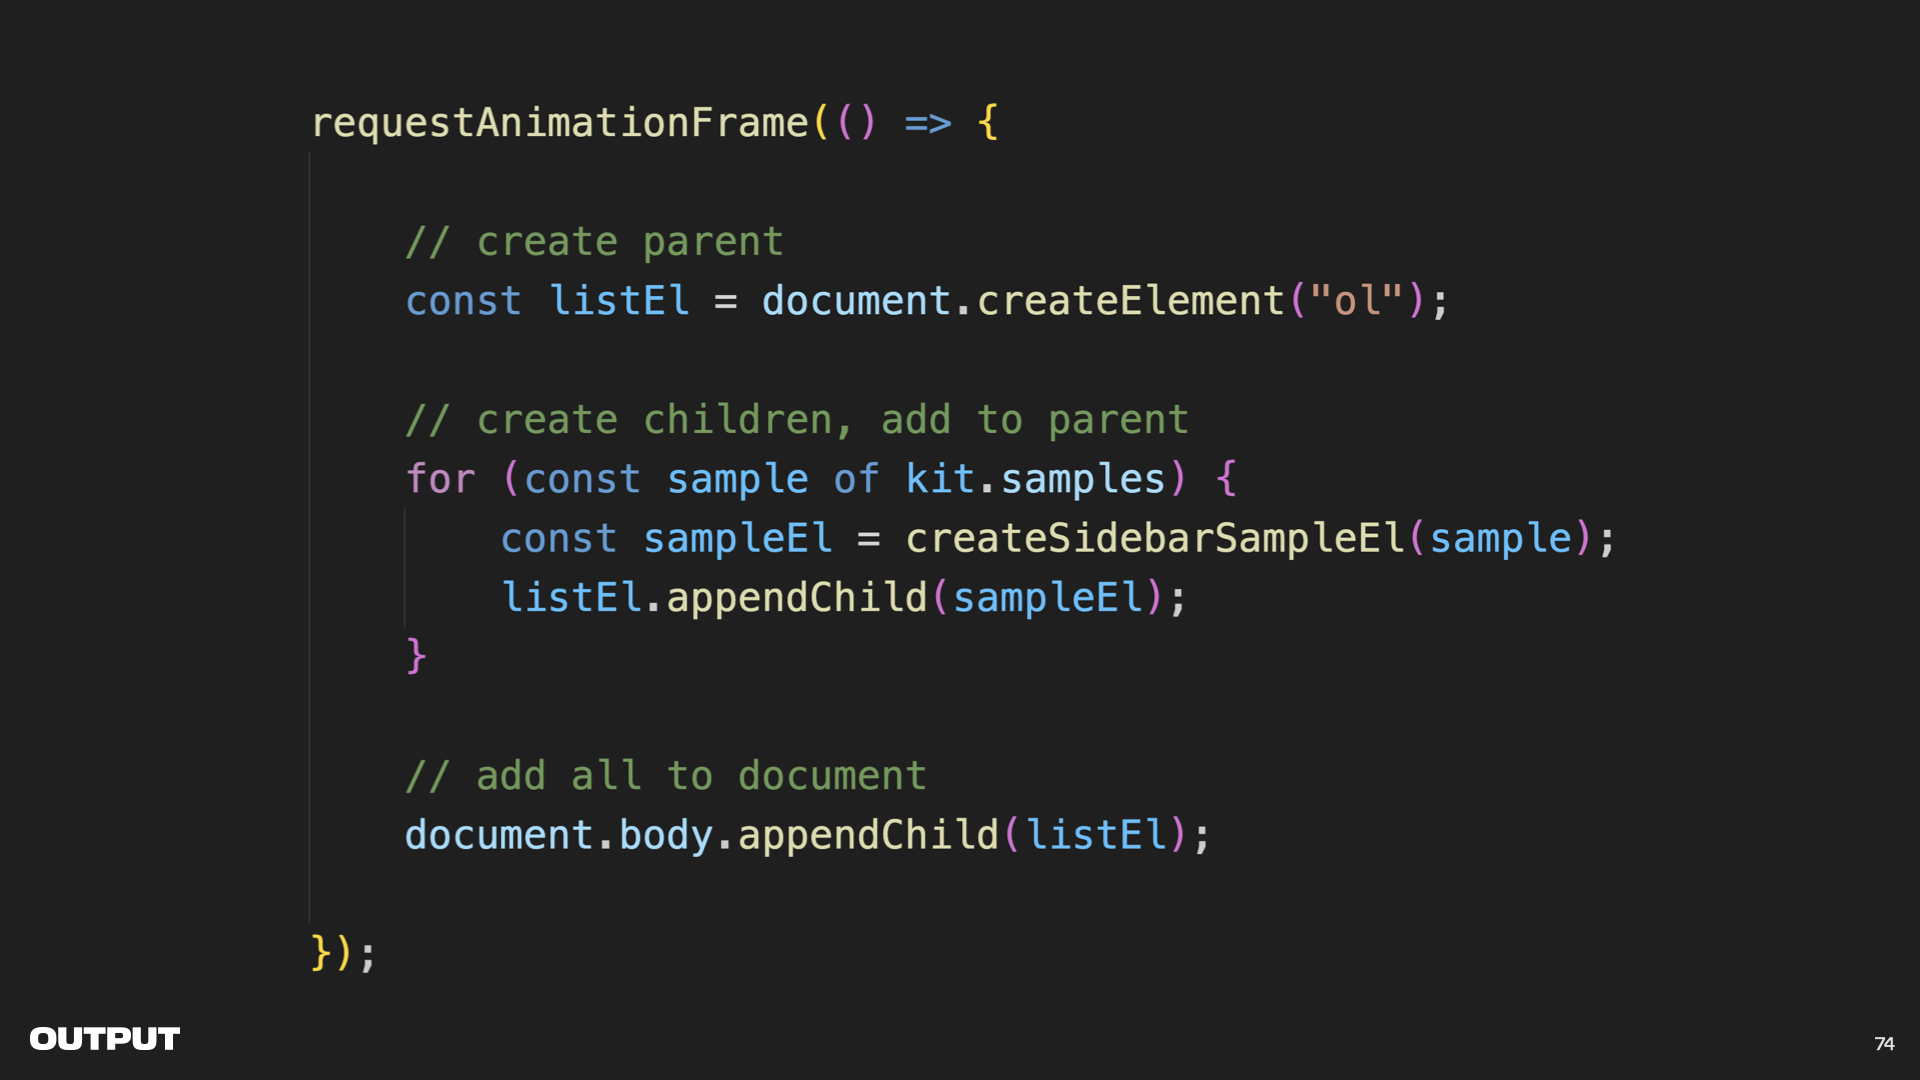 requestAnimationFrame(() => {
// create parent
const listEl = document.createElement("ol");
// create children, add to parent
for (const sample of kit.samples) {
const sampleEl = createSidebarSampleEl(sample);
listEl.appendChild(sampleEl);
}
// add all to document
document.body.appendChild(listEl);
});
OUTPUT
74